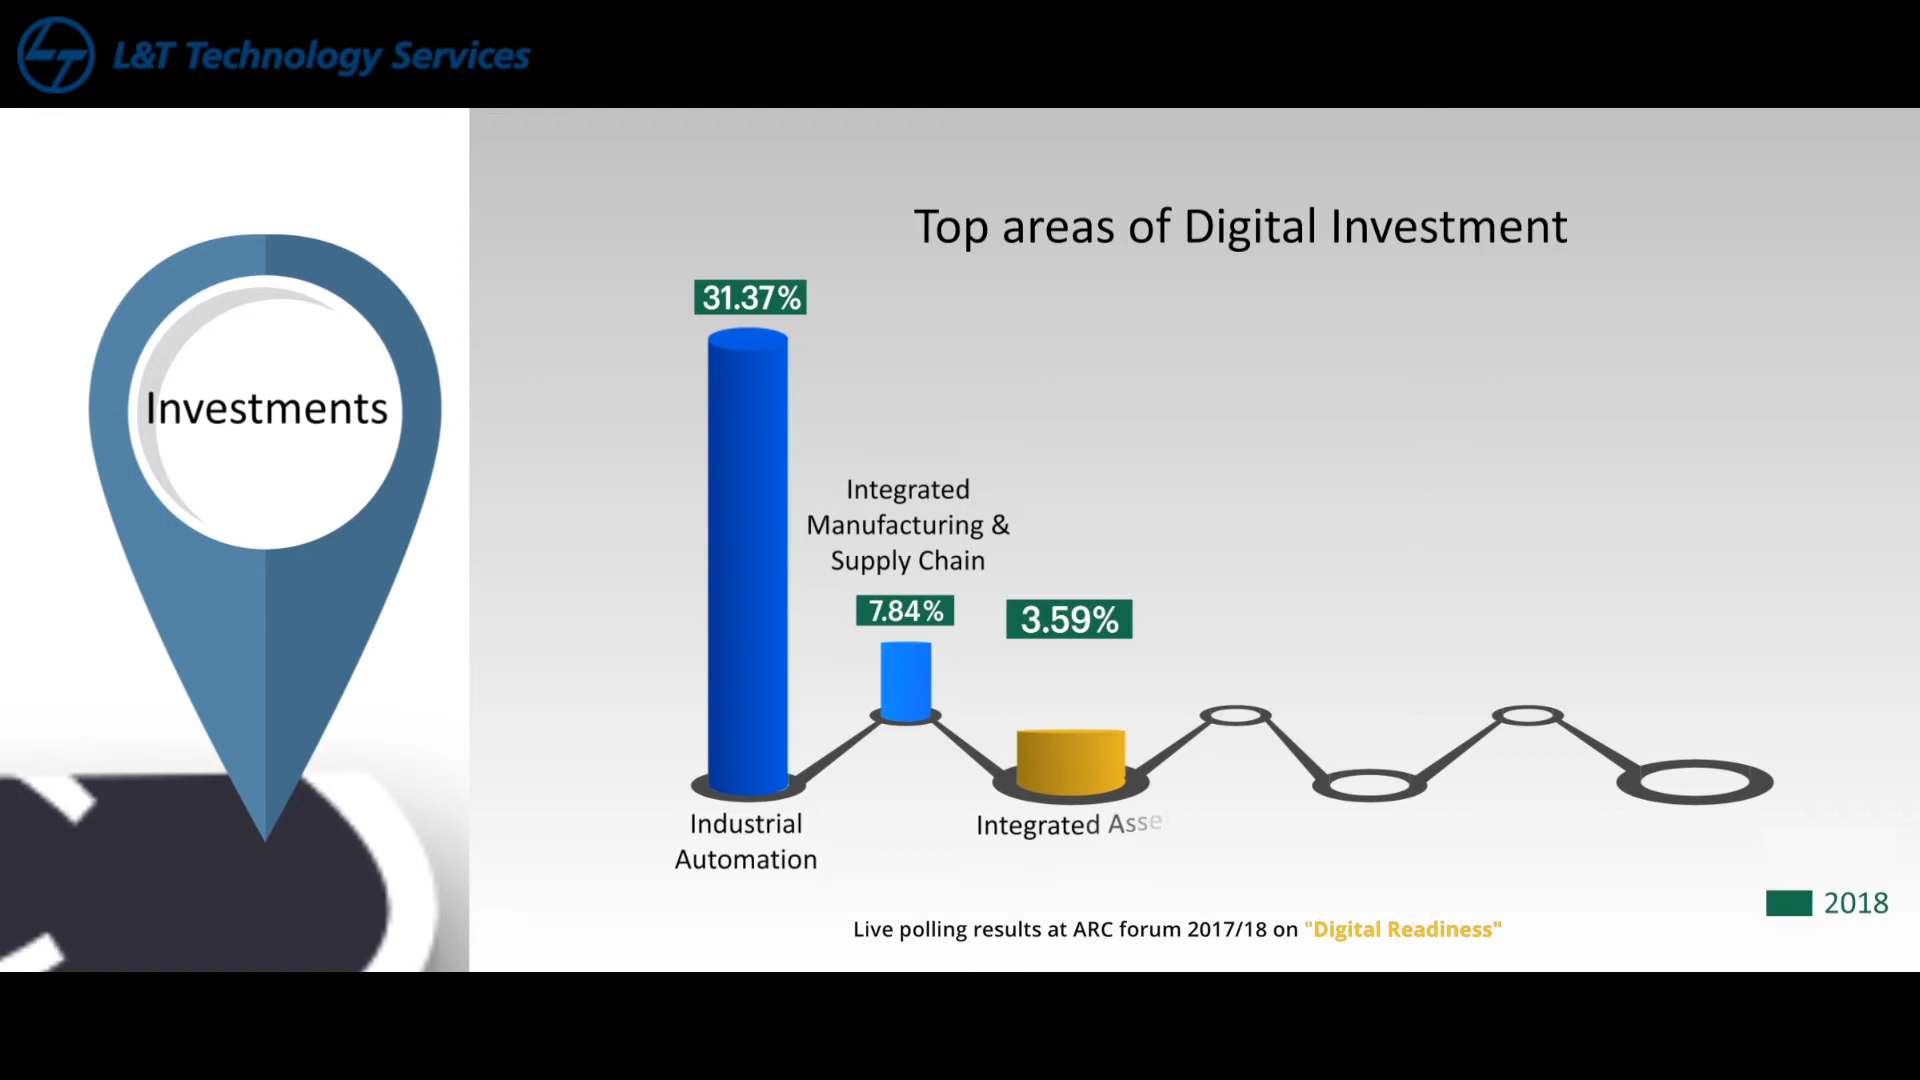 L&T Technology Services
Investments
Top areas of Digital Investment
31.37%
Integrated
Manufacturing &
Supply Chain
7.84%
3.59%
Industrial
Automation
Integrated Asse
2018
Live polling results at ARC forum 2017/18 on "Digital Readiness"